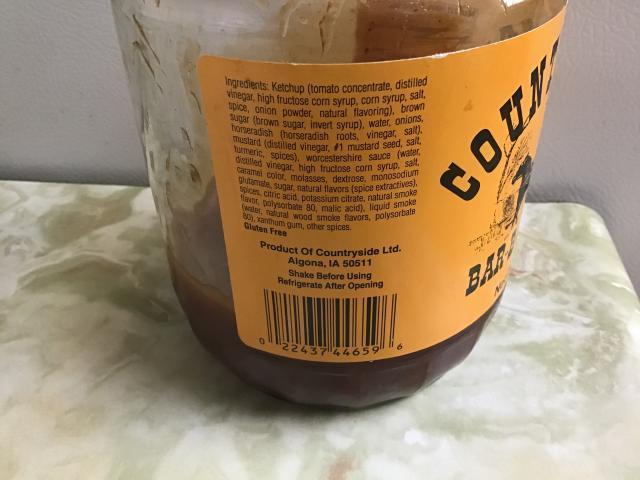 Ingredients: Ketchup (tomato concentrate, distilled
vinegar, high fructose corn syrup, corn syrup, salt,
spice, onion powder, natural flavoring), brown
sugar (brown sugar, invert syrup), water, onions,
horseradish (horseradish roots, vinegar, salt),
mustard (distilled vinegar, #1 mustard seed, salt,
turmeric, spices), worcestershire sauce (water,
distilled vinegar, high fructose corn syrup, salt,
caramel color, molasses, dextrose, monosodium
glutamate, sugar, natural flavors (spice extractives),
spices, citric acid, potassium citrate, natural smoke
flavor, polysorbate 80, malic acid), liquid smoke
(water, natural wood smoke flavors, polysorbate
80), xanthum gum, other spices.
Gluten Free
Product Of Countryside Ltd.
Algona, IA 50511
Shake Before Using
Refrigerate After Opening
0 22437 44659 6
COUN
BAR-